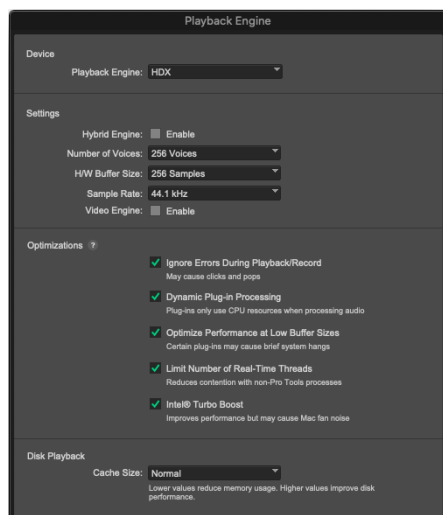 Playback Engine
Device
Playback Engine: HDX
Settings
Hybrid Engine: Enable
Number of Voices: 256 Voices
H/W Buffer Size: 256 Samples
Sample Rate: 44.1 kHz
Video Engine: Enable
Optimizations ?
Ignore Errors During Playback/Record
May cause clicks and pops
Dynamic Plug-in Processing
Plug-ins only use CPU resources when processing audio
Optimize Performance at Low Buffer Sizes
Certain plug-ins may cause brief system hangs
Limit Number of Real-Time Threads
Reduces contention with non-Pro Tools processes
Intel® Turbo Boost
Improves performance but may cause Mac fan noise
Disk Playback
Cache Size: Normal
Lower values reduce memory usage. Higher values improve disk
performance.